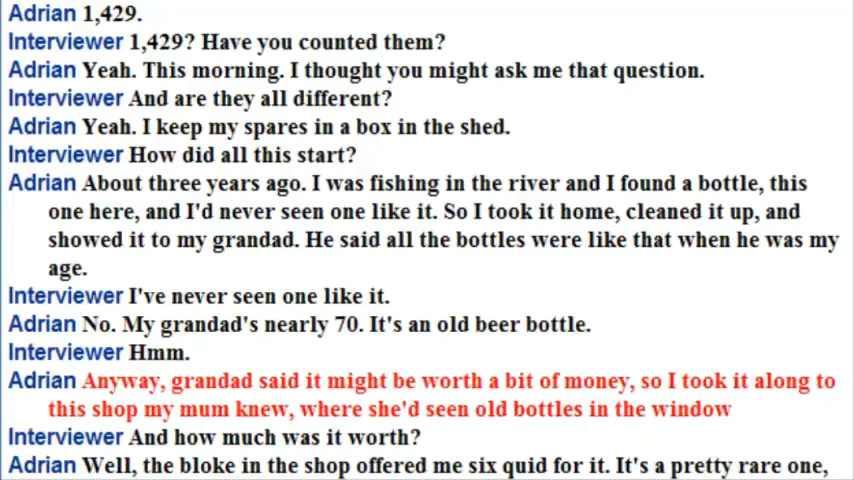 Adrian 1,429.
Interviewer 1,429? Have you counted them?
Adrian Yeah. This morning. I thought you might ask me that question.
Interviewer And are they all different?
Adrian Yeah. I keep my spares in a box in the shed.
Interviewer How did all this start?
Adrian About three years ago. I was fishing in the river and I found a bottle, this
one here, and I'd never seen one like it. So I took it home, cleaned it up, and
showed it to my grandad. He said all the bottles were like that when he was my
age.
Interviewer I've never seen one like it.
Adrian No. My grandad's nearly 70. It's an old beer bottle.
Interviewer Hmm.
Adrian Anyway, grandad said it might be worth a bit of money, so I took it along to
this shop my mum knew, where she'd seen old bottles in the window
Interviewer And how much was it worth?
Adrian Well, the bloke in the shop offered me six quid for it. It's a pretty rare one,